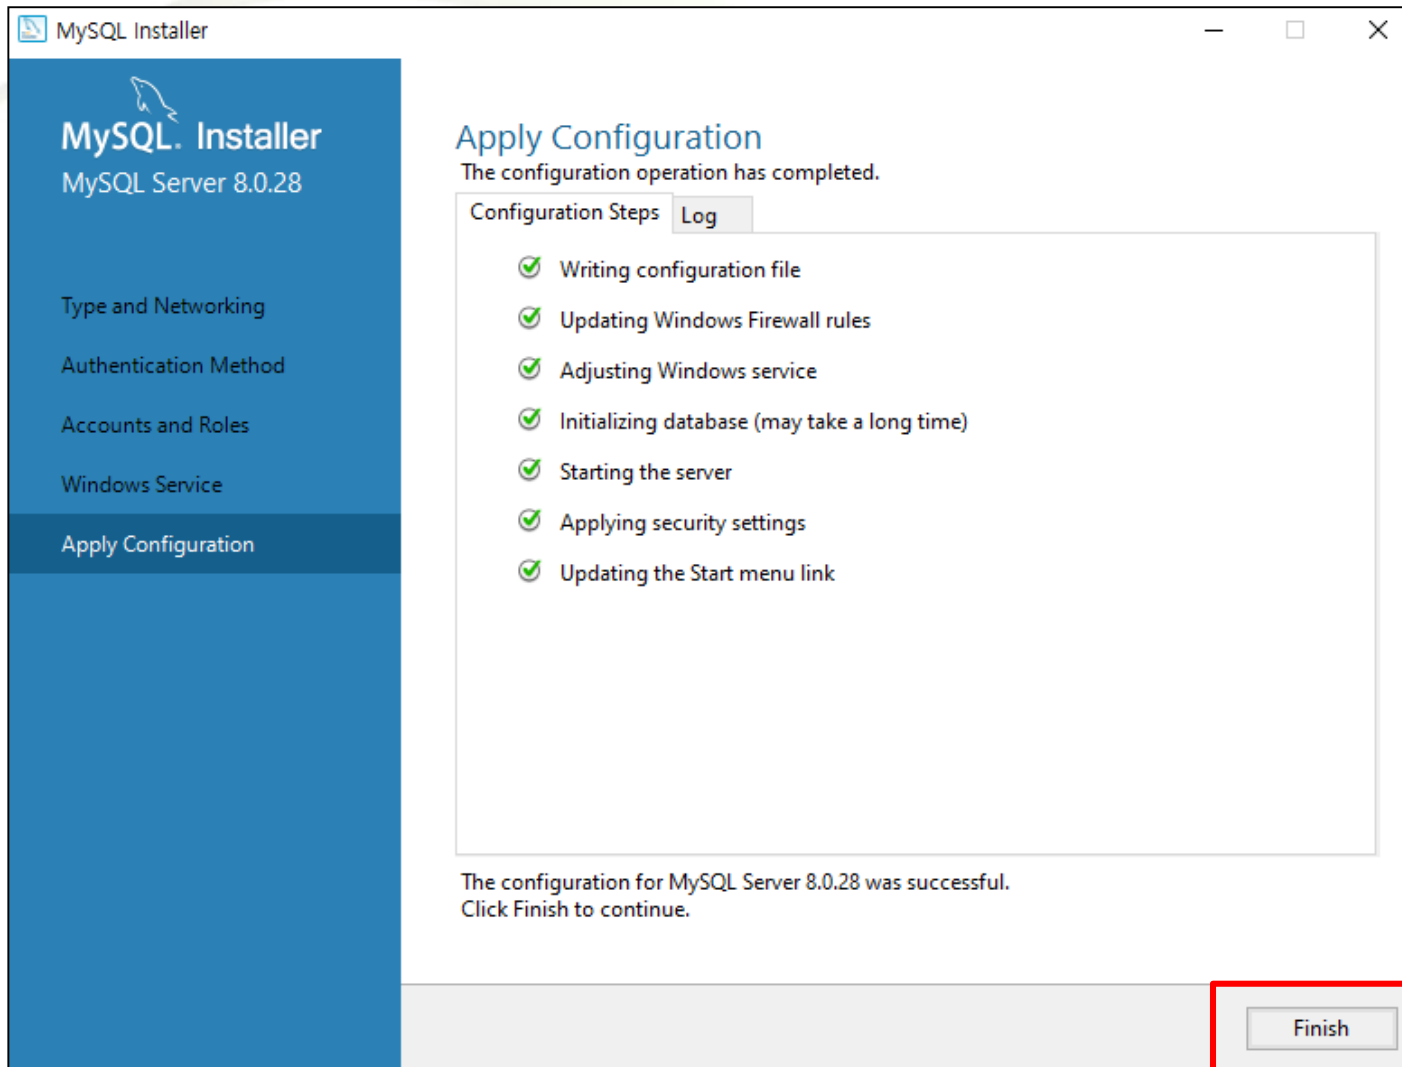 MySQL Installer
MySQL. Installer
MySQL Server 8.0.28
Type and Networking
Authentication Method
Accounts and Roles
Windows Service
Apply Configuration
Apply Configuration
The configuration operation has completed.
Configuration Steps
Log
Writing configuration file
Updating Windows Firewall rules
Adjusting Windows service
Initializing database (may take a long time)
Starting the server
Applying security settings
Updating the Start menu link
The configuration for MySQL Server 8.0.28 was successful.
Click Finish to continue.
Finish